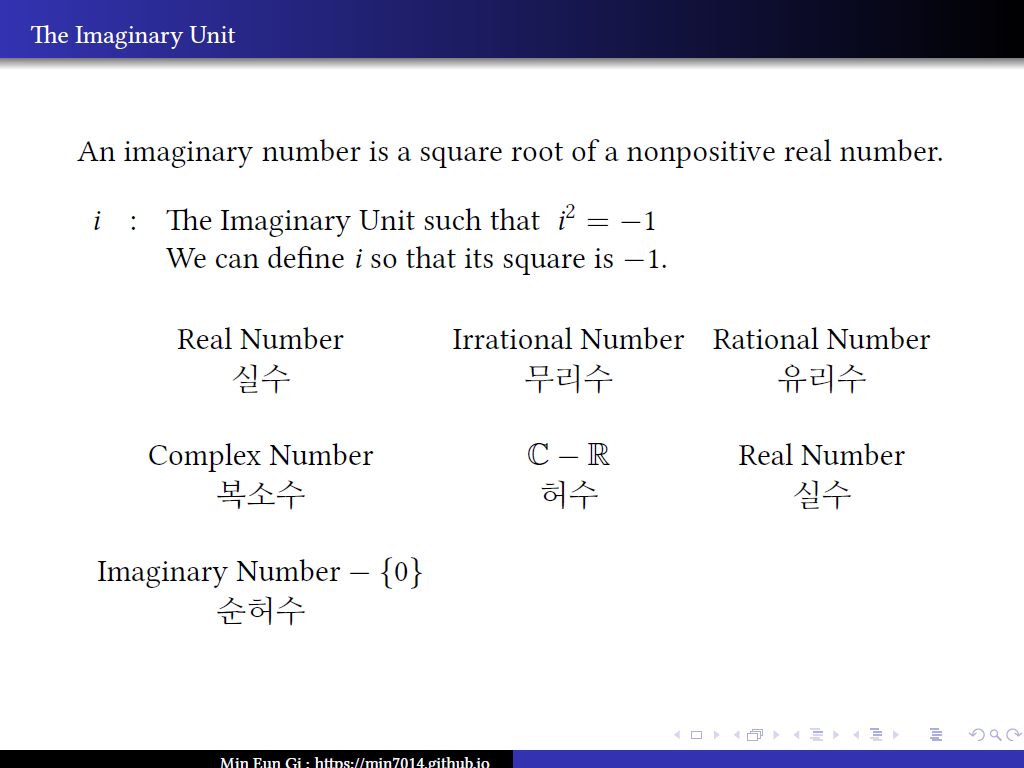 The Imaginary Unit
An imaginary number is a square root of a nonpositive real number.
i : The Imaginary Unit such that i² = −1
We can define i so that its square is −1.
Real Number Irrational Number Rational Number
실수 무리수 유리수
Complex Number ℂ − ℝ Real Number
복소수 허수 실수
Imaginary Number − {0}
순허수
Min Eun Gi : https://min7014.github.io